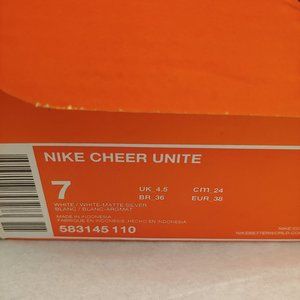 NIKE CHEER UNITE
7
UK 4.5 cm 24
BR 36 EUR 38
WHITE / WHITE-MATTE SILVER
BLANC / BLANC-ARGMAT
MADE IN INDONESIA
FABRIQUE EN INDONESIE, HECHO EN INDONESIA
583145 110